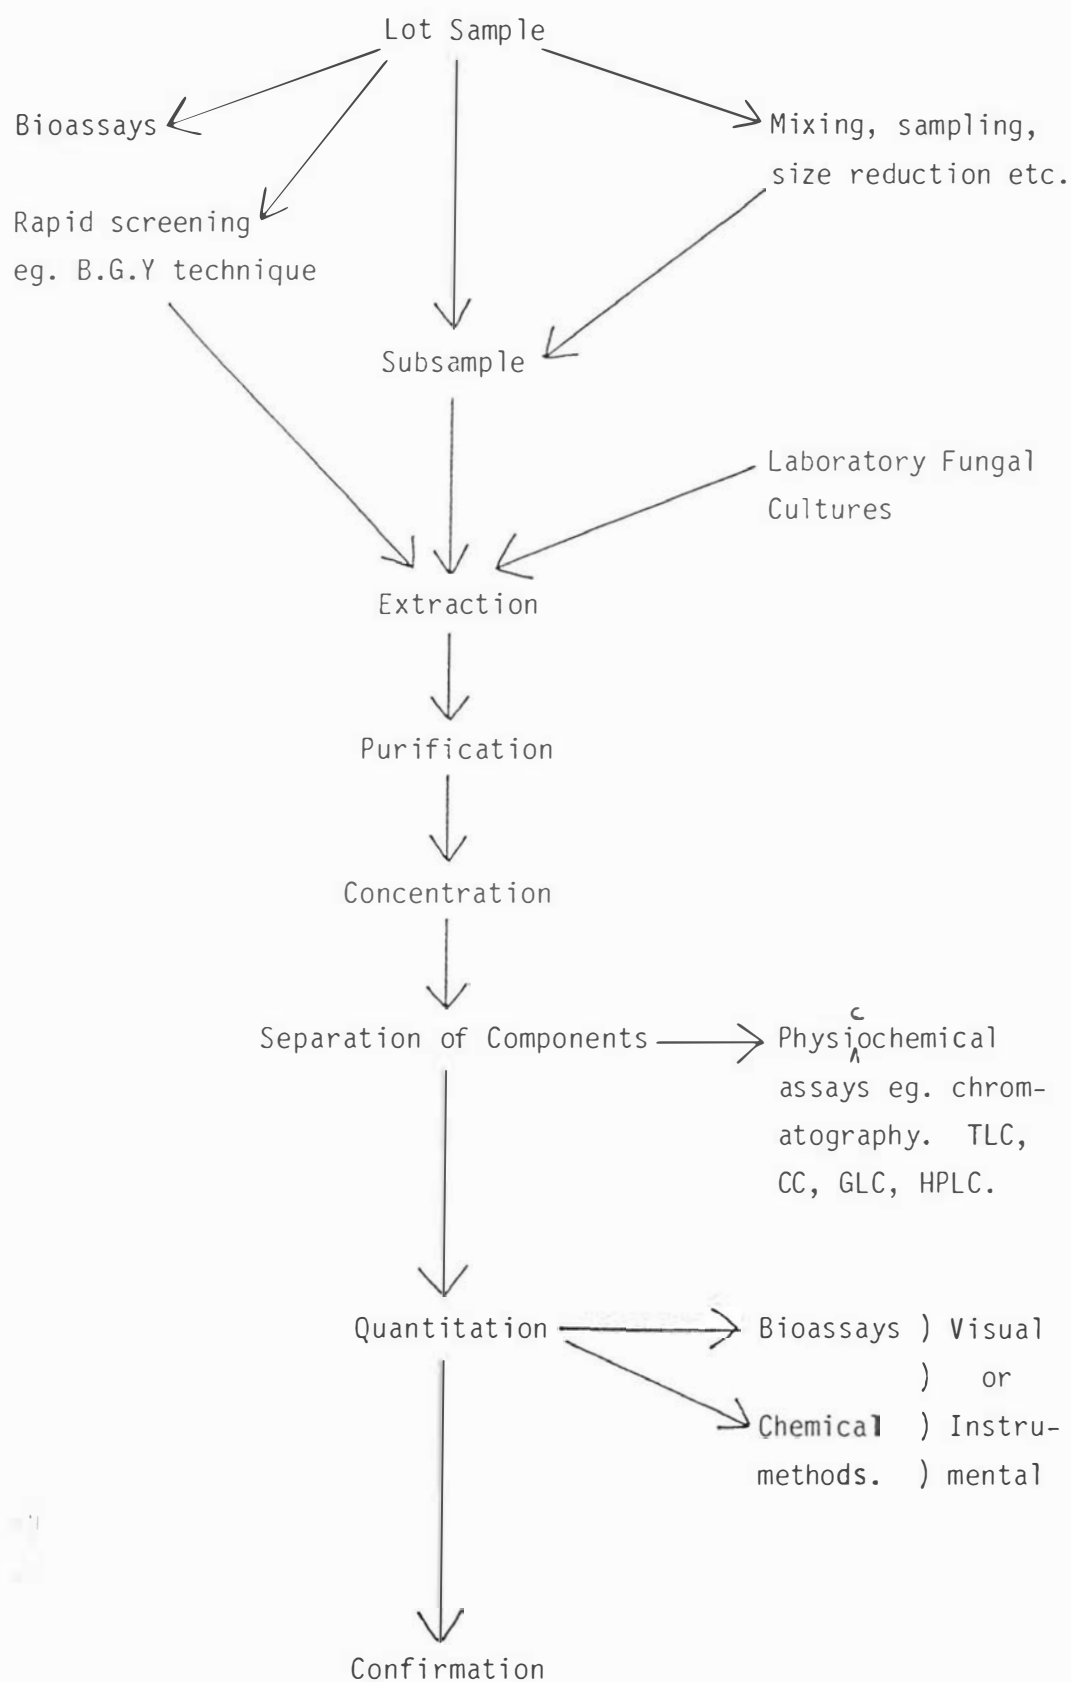 Lot Sample
Bioassays
Mixing, sampling,
size reduction etc.
Rapid screening
eg. B.G.Y technique
Subsample
Laboratory Fungal
Cultures
Extraction
Purification
Concentration
Separation of Components
Physicochemical
assays eg. chrom-
atography. TLC,
CC, GLC, HPLC.
Quantitation
Bioassays ) Visual
) or
Chemical ) Instru-
methods. ) mental
Confirmation